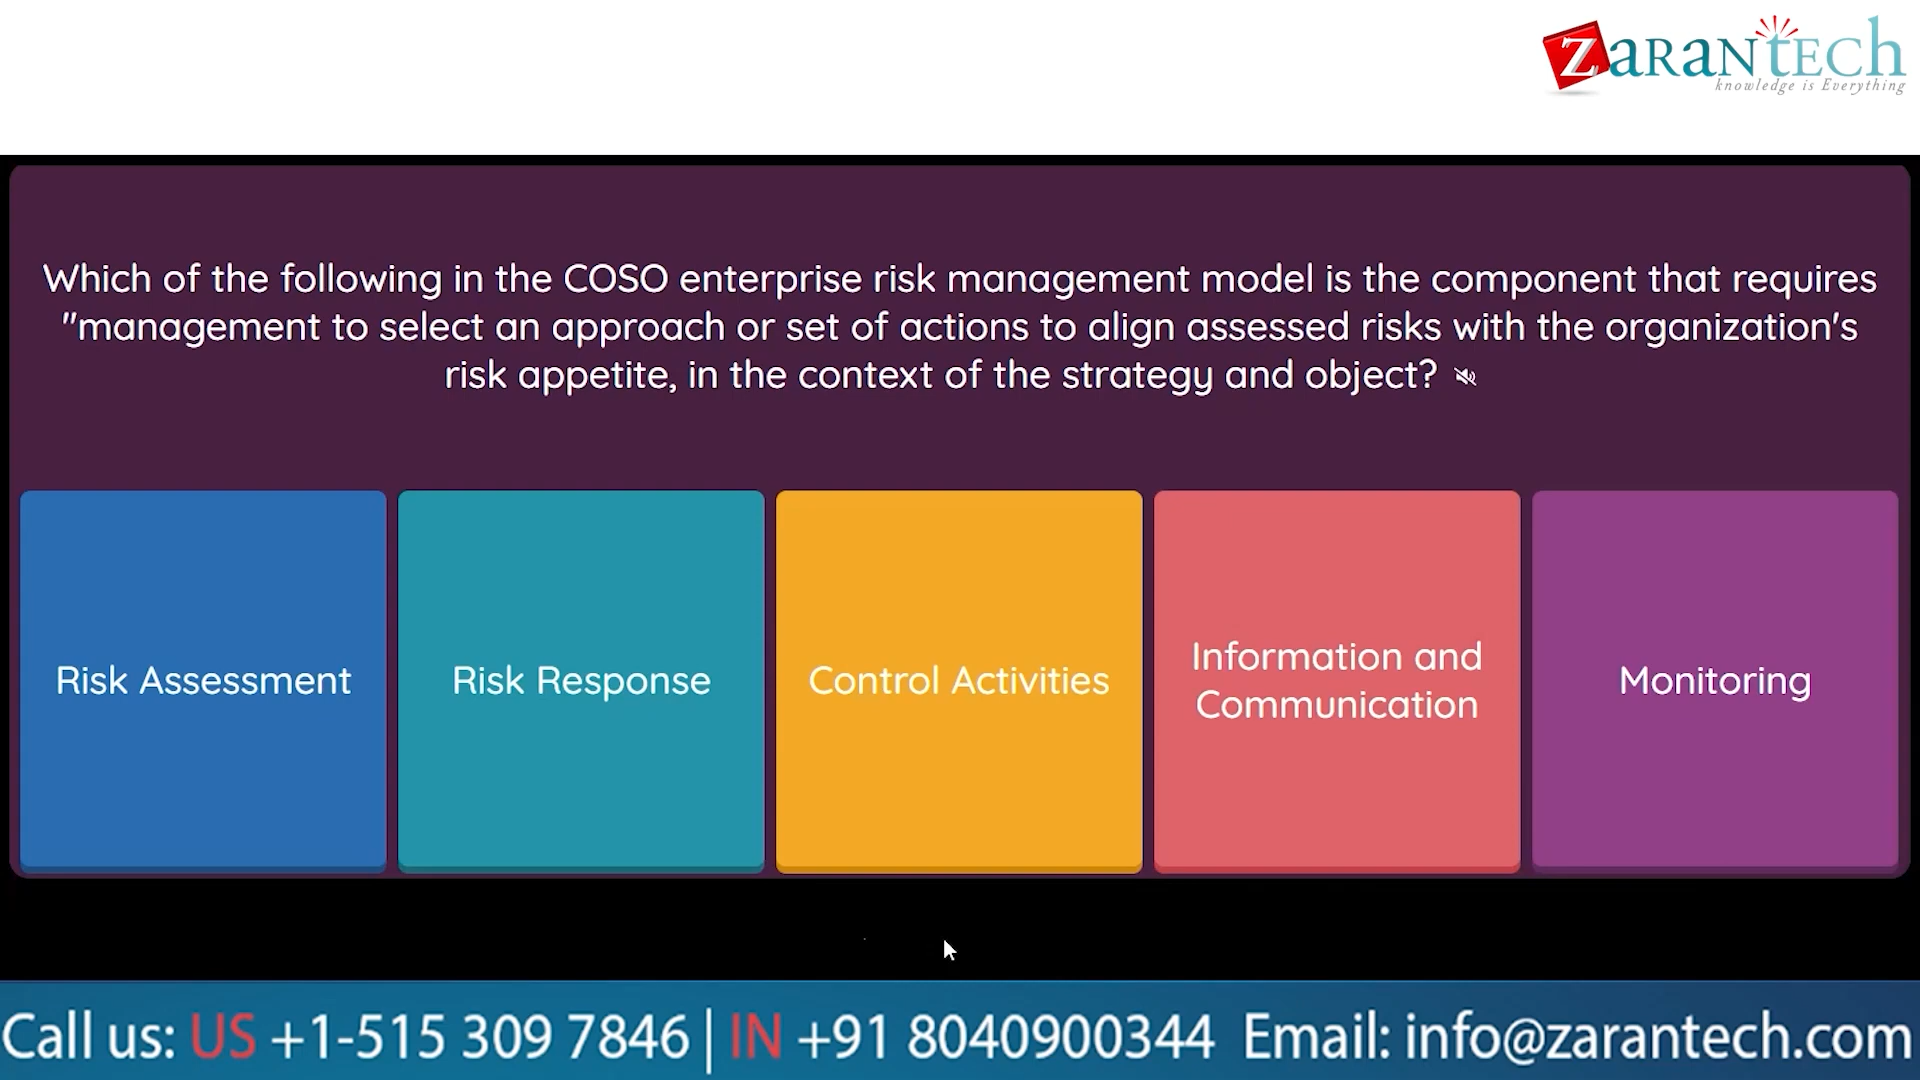 ZARANTECH
knowledge is Everything
Which of the following in the COSO enterprise risk management model is the component that requires
"management to select an approach or set of actions to align assessed risks with the organization's
risk appetite, in the context of the strategy and object?
Risk Assessment
Risk Response
Control Activities
Information and
Communication
Monitoring
Call us: US +1-515 309 7846 | IN +91 8040900344 Email: info@zarantech.com